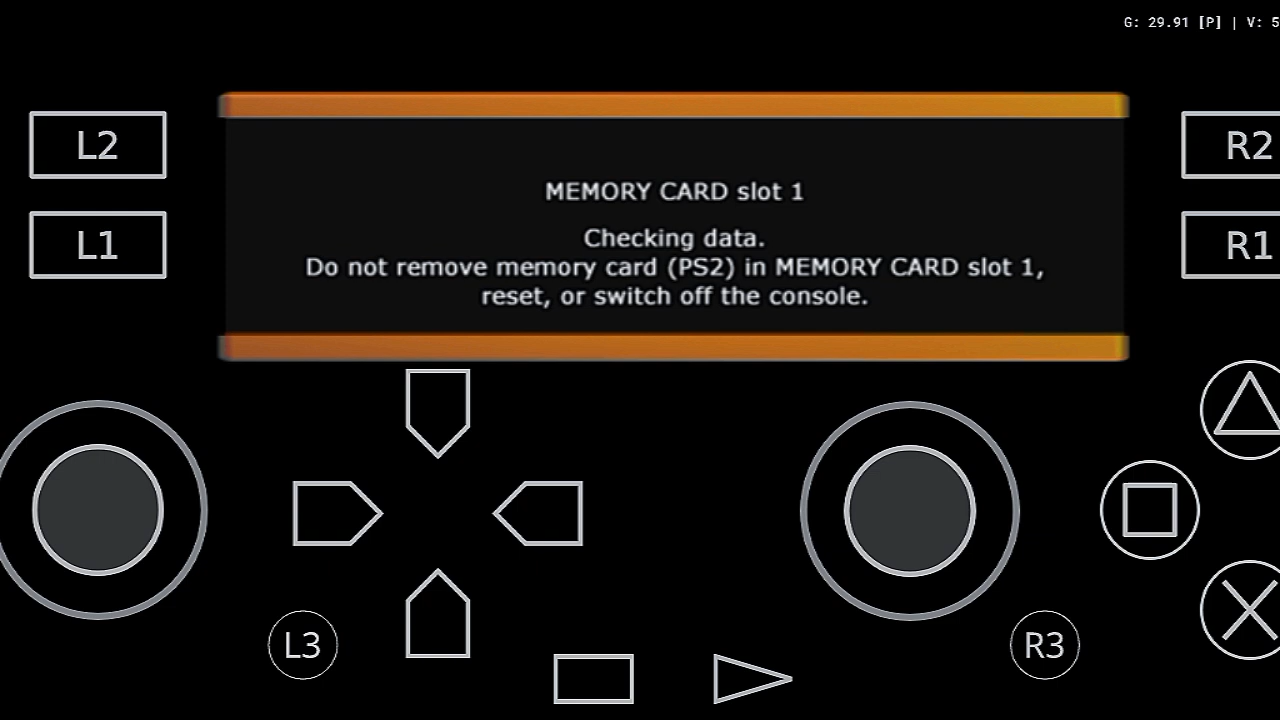 G: 29.91 [P] | V: 5
L2
R2
MEMORY CARD slot 1
L1
R1
Checking data.
Do not remove memory card (PS2) in MEMORY CARD slot 1,
reset, or switch off the console.
L3
R3